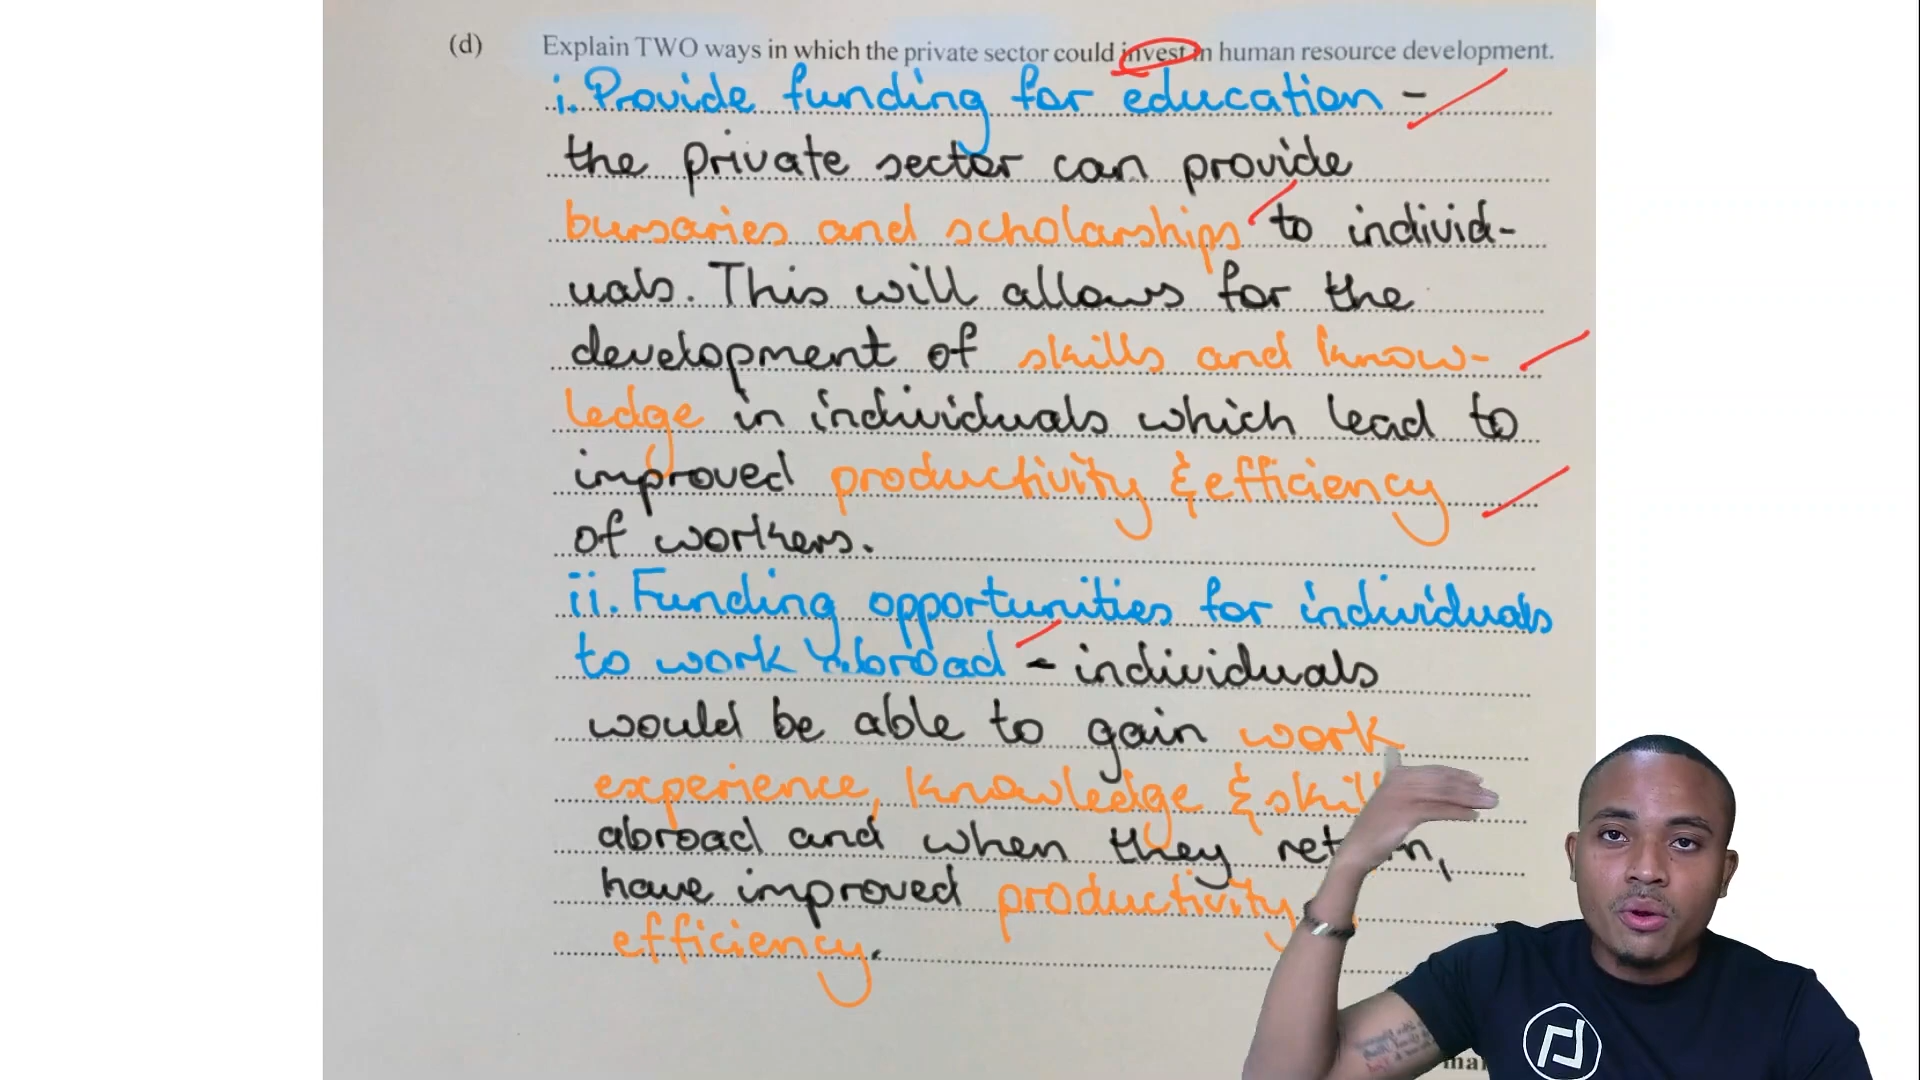 (d) Explain TWO ways in which the private sector could invest in human resource development.
i. Provide funding for education -
the private sector can provide
bursaries and scholarships to individ-
uals. This will allows for the
development of skills and know-
ledge in individuals which lead to
improved productivity & efficiency
of workers.
ii. Funding opportunities for individuals
to work abroad - individuals
would be able to gain work
experience, knowledge &
abroad and when they
have improved productivity
efficiency.